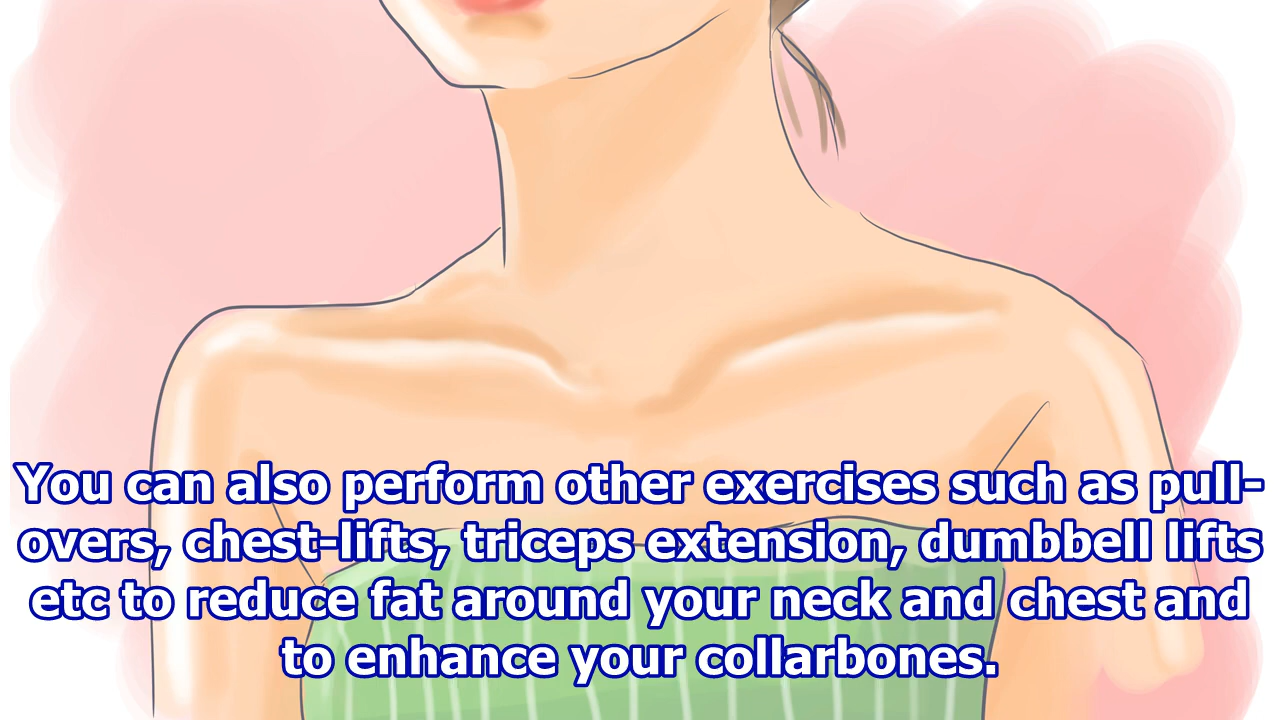 You can also perform other exercises such as pull-
overs, chest-lifts, triceps extension, dumbbell lifts
etc to reduce fat around your neck and chest and
to enhance your collarbones.